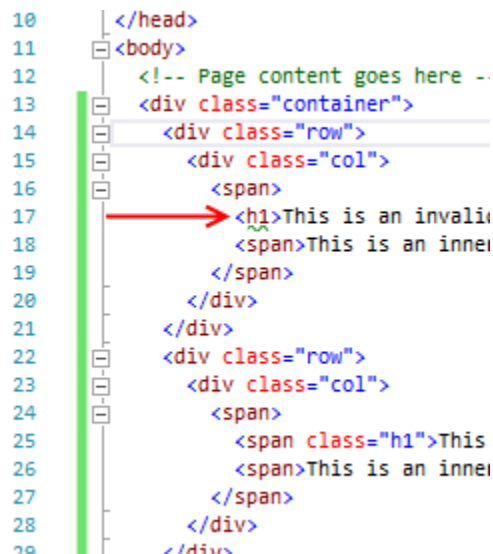 10 </head>
11 <body>
12 <!-- Page content goes here -
13 <div class="container">
14 <div class="row">
15 <div class="col">
16 <span>
17 <h1>This is an
18 <span>This is an
19 </span>
20 </div>
21 </div>
22 <div class="row">
23 <div class="col">
24 <span>
25 <span class="h1">This
26 <span>This is an
27 </span>
28 </div>
29 </div>